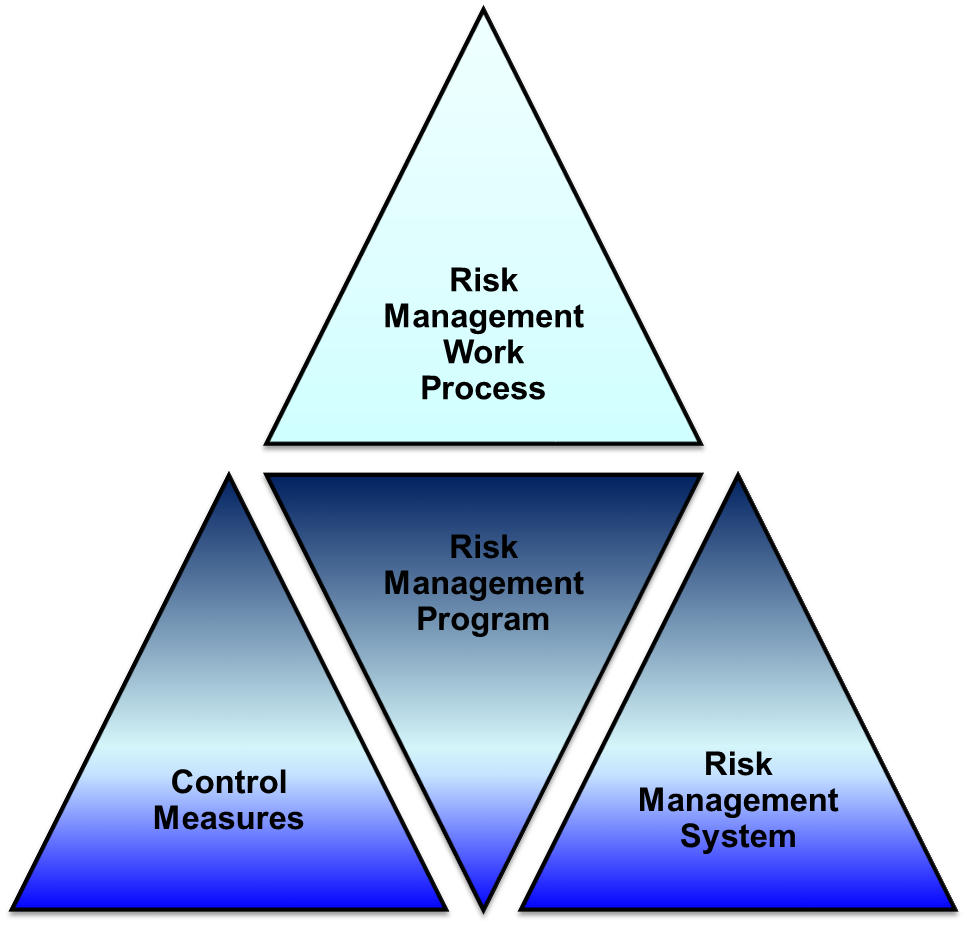 Risk
Management
Work
Process
Risk
Management
Program
Control
Measures
Risk
Management
System